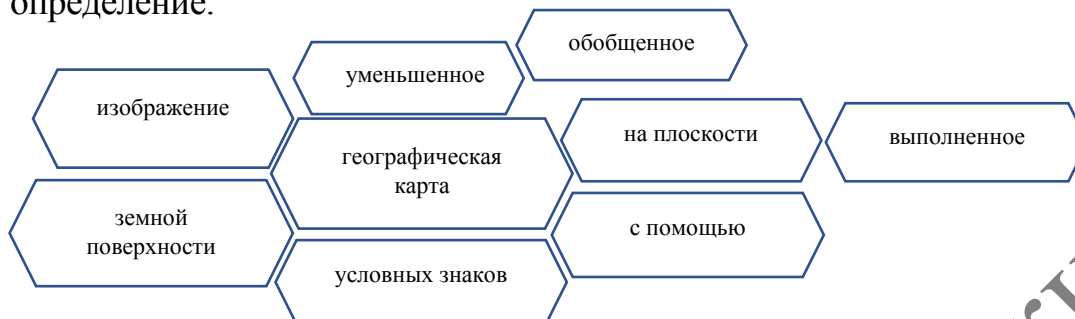 определение.
обобщенное
уменьшенное
изображение
на плоскости
выполненное
географическая
карта
земной
поверхности
с помощью
условных знаков